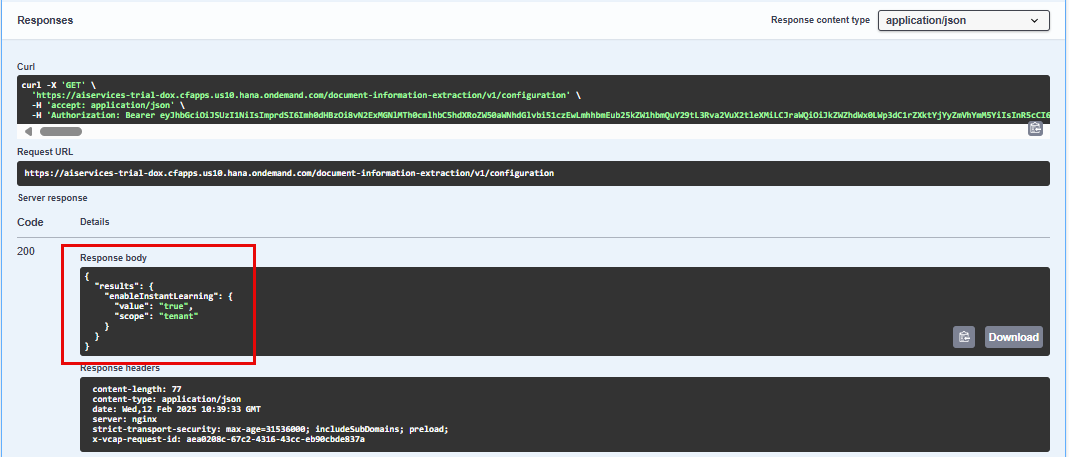 Responses
Response content type
application/json
Curl
curl -X 'GET' \
'https://aiservices-trial-dox.cfapps.us10.hana.ondemand.com/document-information-extraction/v1/configuration' \
-H 'accept: application/json' \
-H 'Authorization: Bearer
Request URL
https://aiservices-trial-dox.cfapps.us10.hana.ondemand.com/document-information-extraction/v1/configuration
Server response
Code Details
200
Response body
{
"results": {
"enableInstantLearning": {
"value": "true",
"scope": "tenant"
}
}
}
Download
Response headers
content-length: 77
content-type: application/json
date: Wed,12 Feb 2025 10:39:33 GMT
server: nginx
strict-transport-security: max-age=31536000; includeSubDomains; preload;
x-vcap-request-id: aea0208c-67c2-4316-43cc-eb90cbde837a